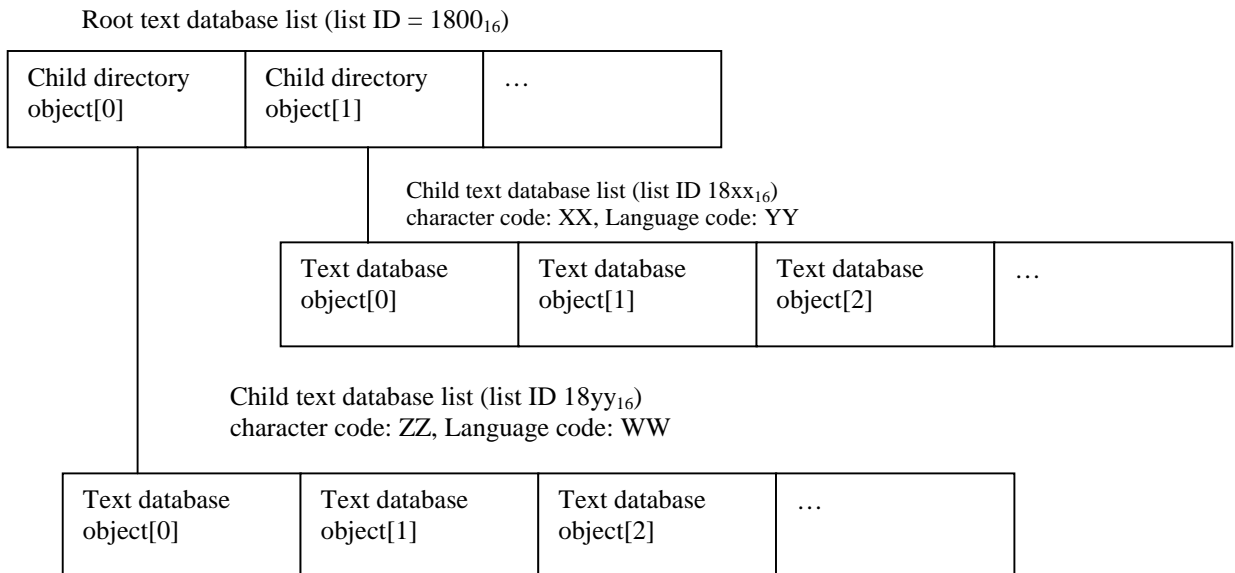 Root text database list (list ID = 1800₁₆)
Child directory object[0]
Child directory object[1]
…
Child text database list (list ID 18xx₁₆)
character code: XX, Language code: YY
Text database object[0]
Text database object[1]
Text database object[2]
…
Child text database list (list ID 18yy₁₆)
character code: ZZ, Language code: WW
Text database object[0]
Text database object[1]
Text database object[2]
…